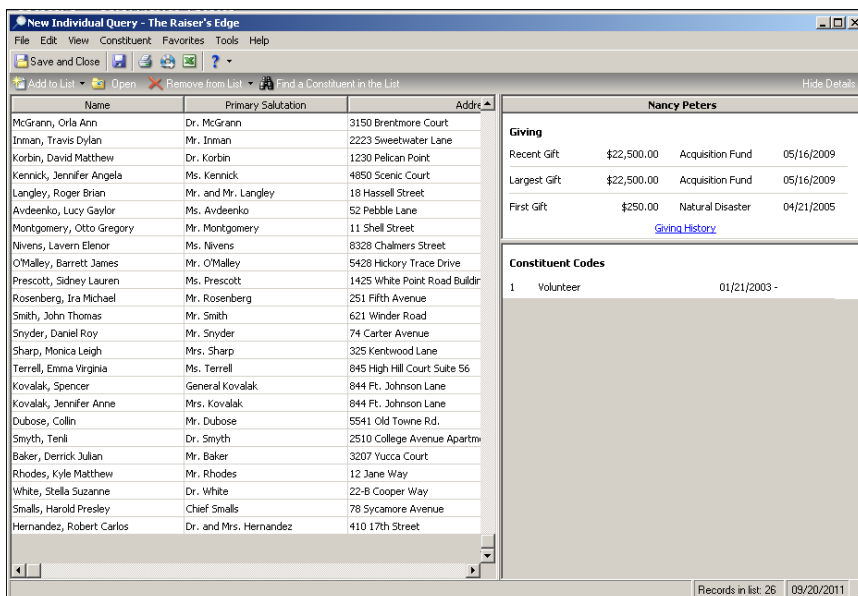 New Individual Query - The Raiser's Edge
File Edit View Constituent Favorites Tools Help
Save and Close ?
Add to List Open Remove from List Find a Constituent in the List Hide Details
Name Primary Salutation Addre
McGrann, Orla Ann Dr. McGrann 3150 Brentmore Court
Inman, Travis Dylan Mr. Inman 2223 Sweetwater Lane
Korbin, David Matthew Dr. Korbin 1230 Pelican Point
Kennick, Jennifer Angela Ms. Kennick 4850 Scenic Court
Langley, Roger Brian Mr. and Mr. Langley 18 Hassell Street
Avdeenko, Lucy Gaylor Ms. Avdeenko 52 Pebble Lane
Montgomery, Otto Gregory Mr. Montgomery 11 Shell Street
Nivens, Lavern Elenor Ms. Nivens 8328 Chalmers Street
O'Malley, Barrett James Mr. O'Malley 5428 Hickory Trace Drive
Prescott, Sidney Lauren Ms. Prescott 1425 White Point Road Buildin
Rosenberg, Ira Michael Mr. Rosenberg 251 Fifth Avenue
Smith, John Thomas Mr. Smith 621 Winder Road
Snyder, Daniel Roy Mr. Snyder 74 Carter Avenue
Sharp, Monica Leigh Mrs. Sharp 325 Kentwood Lane
Terrell, Emma Virginia Ms. Terrell 845 High Hill Court Suite 56
Kovalak, Spencer General Kovalak 844 Ft. Johnson Lane
Kovalak, Jennifer Anne Mrs. Kovalak 844 Ft. Johnson Lane
Dubose, Collin Mr. Dubose 5541 Old Towne Rd.
Smyth, Tenli Dr. Smyth 2510 College Avenue Apartm
Baker, Derrick Julian Mr. Baker 3207 Yucca Court
Rhodes, Kyle Matthew Mr. Rhodes 12 Jane Way
White, Stella Suzanne Dr. White 22-B Cooper Way
Smalls, Harold Presley Chief Smalls 78 Sycamore Avenue
Hernandez, Robert Carlos Dr. and Mrs. Hernandez 410 17th Street
Nancy Peters
Giving
Recent Gift $22,500.00 Acquisition Fund 05/16/2009
Largest Gift $22,500.00 Acquisition Fund 05/16/2009
First Gift $250.00 Natural Disaster 04/21/2005
Giving History
Constituent Codes
1 Volunteer 01/21/2003 -
Records in list: 26 09/20/2011